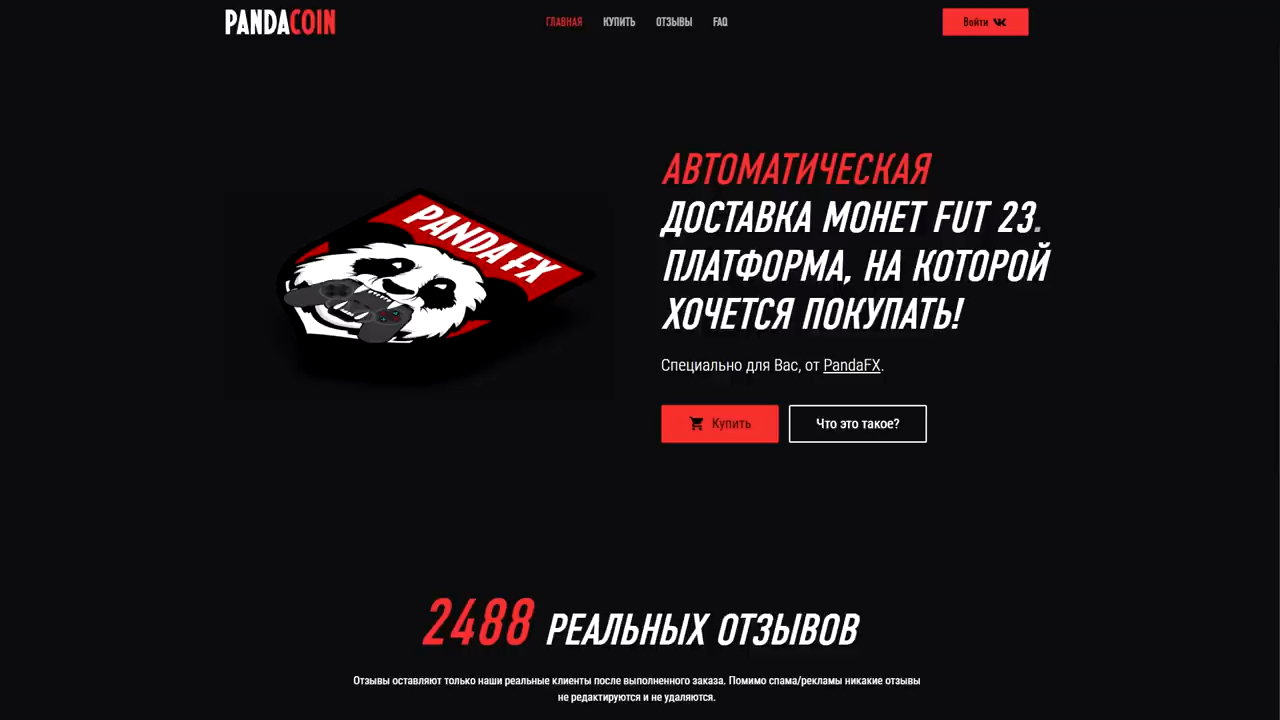 PANDACOIN
ГЛАВНАЯ КУПИТЬ ОТЗЫВЫ FAQ
Войти
PANDA FX
АВТОМАТИЧЕСКАЯ
ДОСТАВКА МОНЕТ FUT 23.
ПЛАТФОРМА, НА КОТОРОЙ
ХОЧЕТСЯ ПОКУПАТЬ!
Специально для Вас, от PandaFX.
Купить
Что это такое?
2488 РЕАЛЬНЫХ ОТЗЫВОВ
Отзывы оставляют только наши реальные клиенты после выполненного заказа. Помимо спама/рекламы никакие отзывы
не редактируются и не удаляются.